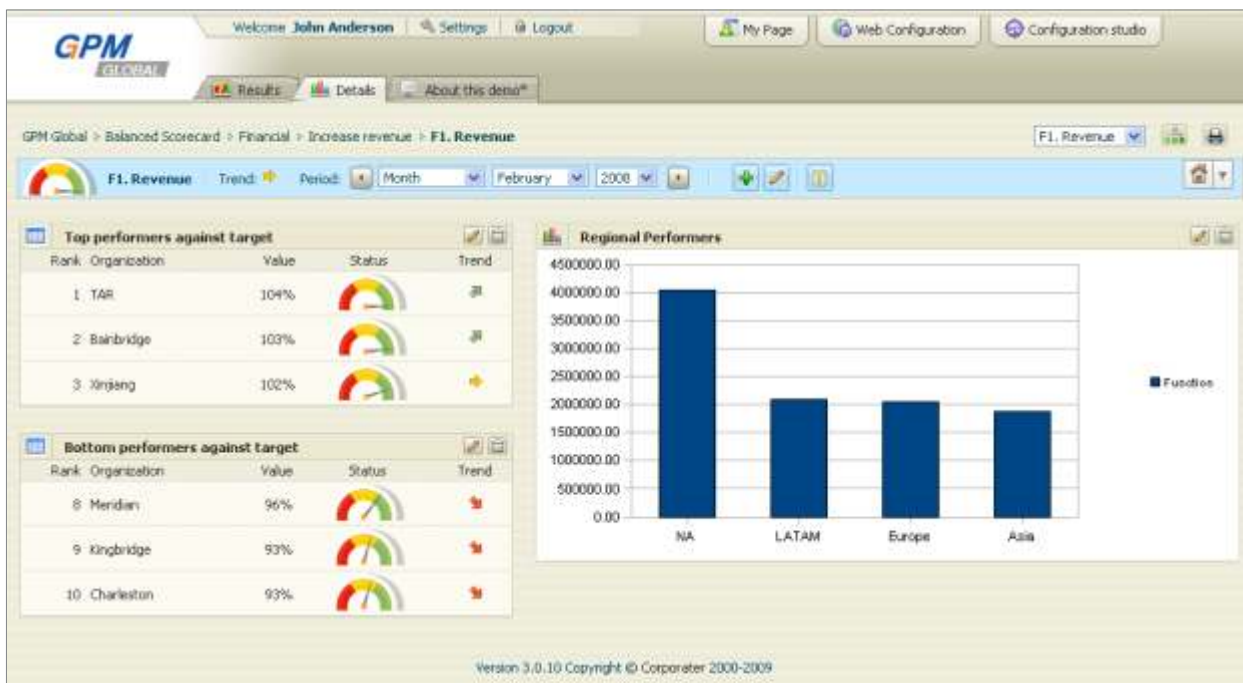 GPM
GLOBAL
Welcome John Anderson
Settings
Logout
My Page
Web Configuration
Configuration studio
Results
Details
About this demo*
GPM Global > Balanced Scorecard > Financial > Increase revenue > F1. Revenue
F1. Revenue
F1. Revenue Trend: Period: Month February 2008
Top performers against target
Rank Organization Value Status Trend
1 TAR 104%
2 Bainbridge 103%
3 Xinjiang 102%
Bottom performers against target
Rank Organization Value Status Trend
8 Meridian 96%
9 Kingbridge 93%
10 Charleston 93%
Regional Performers
4500000.00
4000000.00
3500000.00
3000000.00
2500000.00
2000000.00
1500000.00
1000000.00
500000.00
0.00
NA LATAM Europe Asia
Function
Version 3.0.10 Copyright © Corporater 2000-2009